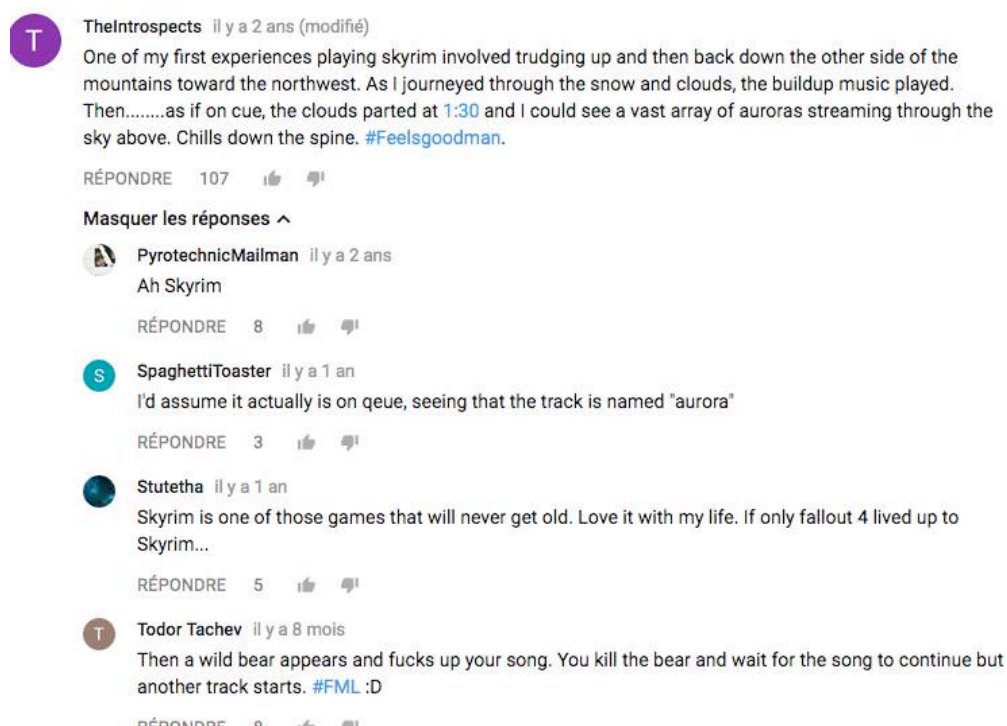 T
TheIntrospects il y a 2 ans (modifié)
One of my first experiences playing skyrim involved trudging up and then back down the other side of the
mountains toward the northwest. As I journeyed through the snow and clouds, the buildup music played.
Then........as if on cue, the clouds parted at 1:30 and I could see a vast array of auroras streaming through the
sky above. Chills down the spine. #Feelsgoodman.
RÉPONDRE 107
Masquer les réponses
PyrotechnicMailman il y a 2 ans
Ah Skyrim
RÉPONDRE 8
S
SpaghettiToaster il y a 1 an
I'd assume it actually is on qeue, seeing that the track is named "aurora"
RÉPONDRE 3
Stutetha il y a 1 an
Skyrim is one of those games that will never get old. Love it with my life. If only fallout 4 lived up to
Skyrim...
RÉPONDRE 5
T
Todor Tachev il y a 8 mois
Then a wild bear appears and fucks up your song. You kill the bear and wait for the song to continue but
another track starts. #FML :D
RÉPONDRE 8